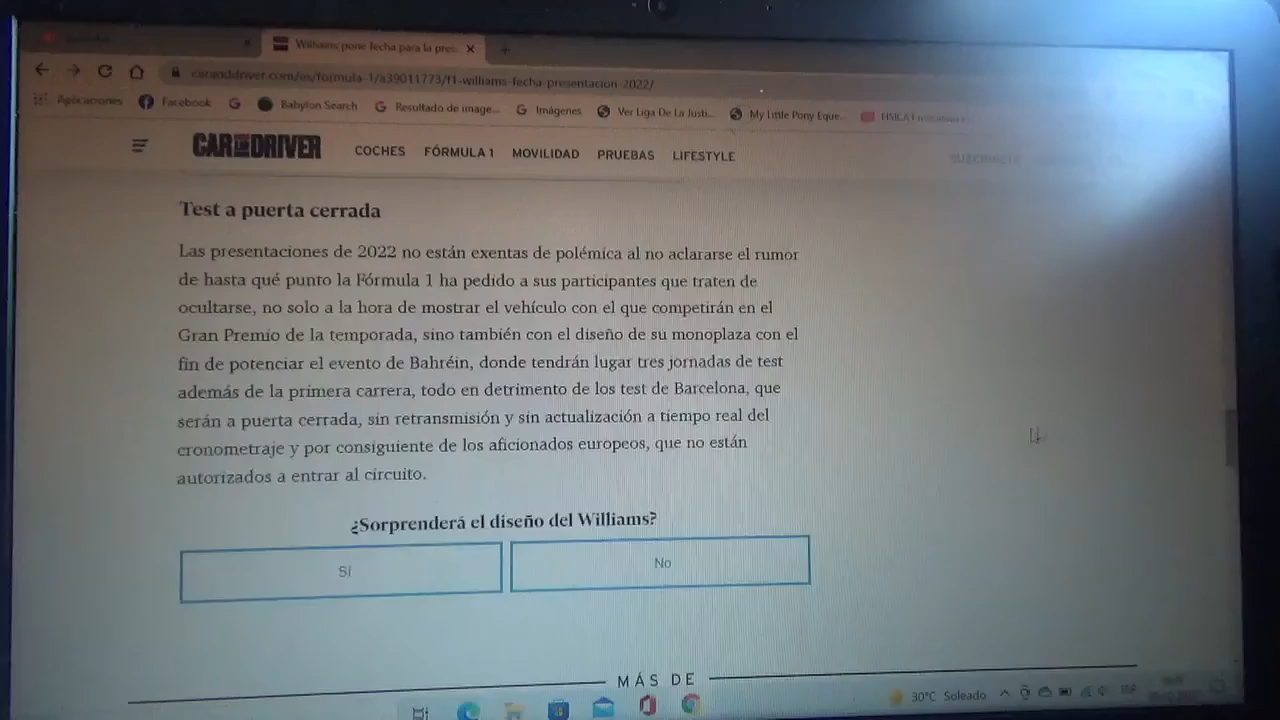 Williams pone fecha para la pres
caranddriver.com/es/formula-1/a39011773/f1-williams-fecha-presentacion-2022/
Aplicaciones Facebook Babylon Search Resultado de image... Imágenes Ver Liga De La Justi... My Little Pony Eque...
CAR AND DRIVER COCHES FÓRMULA 1 MOVILIDAD PRUEBAS LIFESTYLE
Test a puerta cerrada
Las presentaciones de 2022 no están exentas de polémica al no aclararse el rumor
de hasta qué punto la Fórmula 1 ha pedido a sus participantes que traten de
ocultarse, no solo a la hora de mostrar el vehículo con el que competirán en el
Gran Premio de la temporada, sino también con el diseño de su monoplaza con el
fin de potenciar el evento de Bahréin, donde tendrán lugar tres jornadas de test
además de la primera carrera, todo en detrimento de los test de Barcelona, que
serán a puerta cerrada, sin retransmisión y sin actualización a tiempo real del
cronometraje y por consiguiente de los aficionados europeos, que no están
autorizados a entrar al circuito.
¿Sorprenderá el diseño del Williams?
Sí No
MÁS DE
30°C Soleado